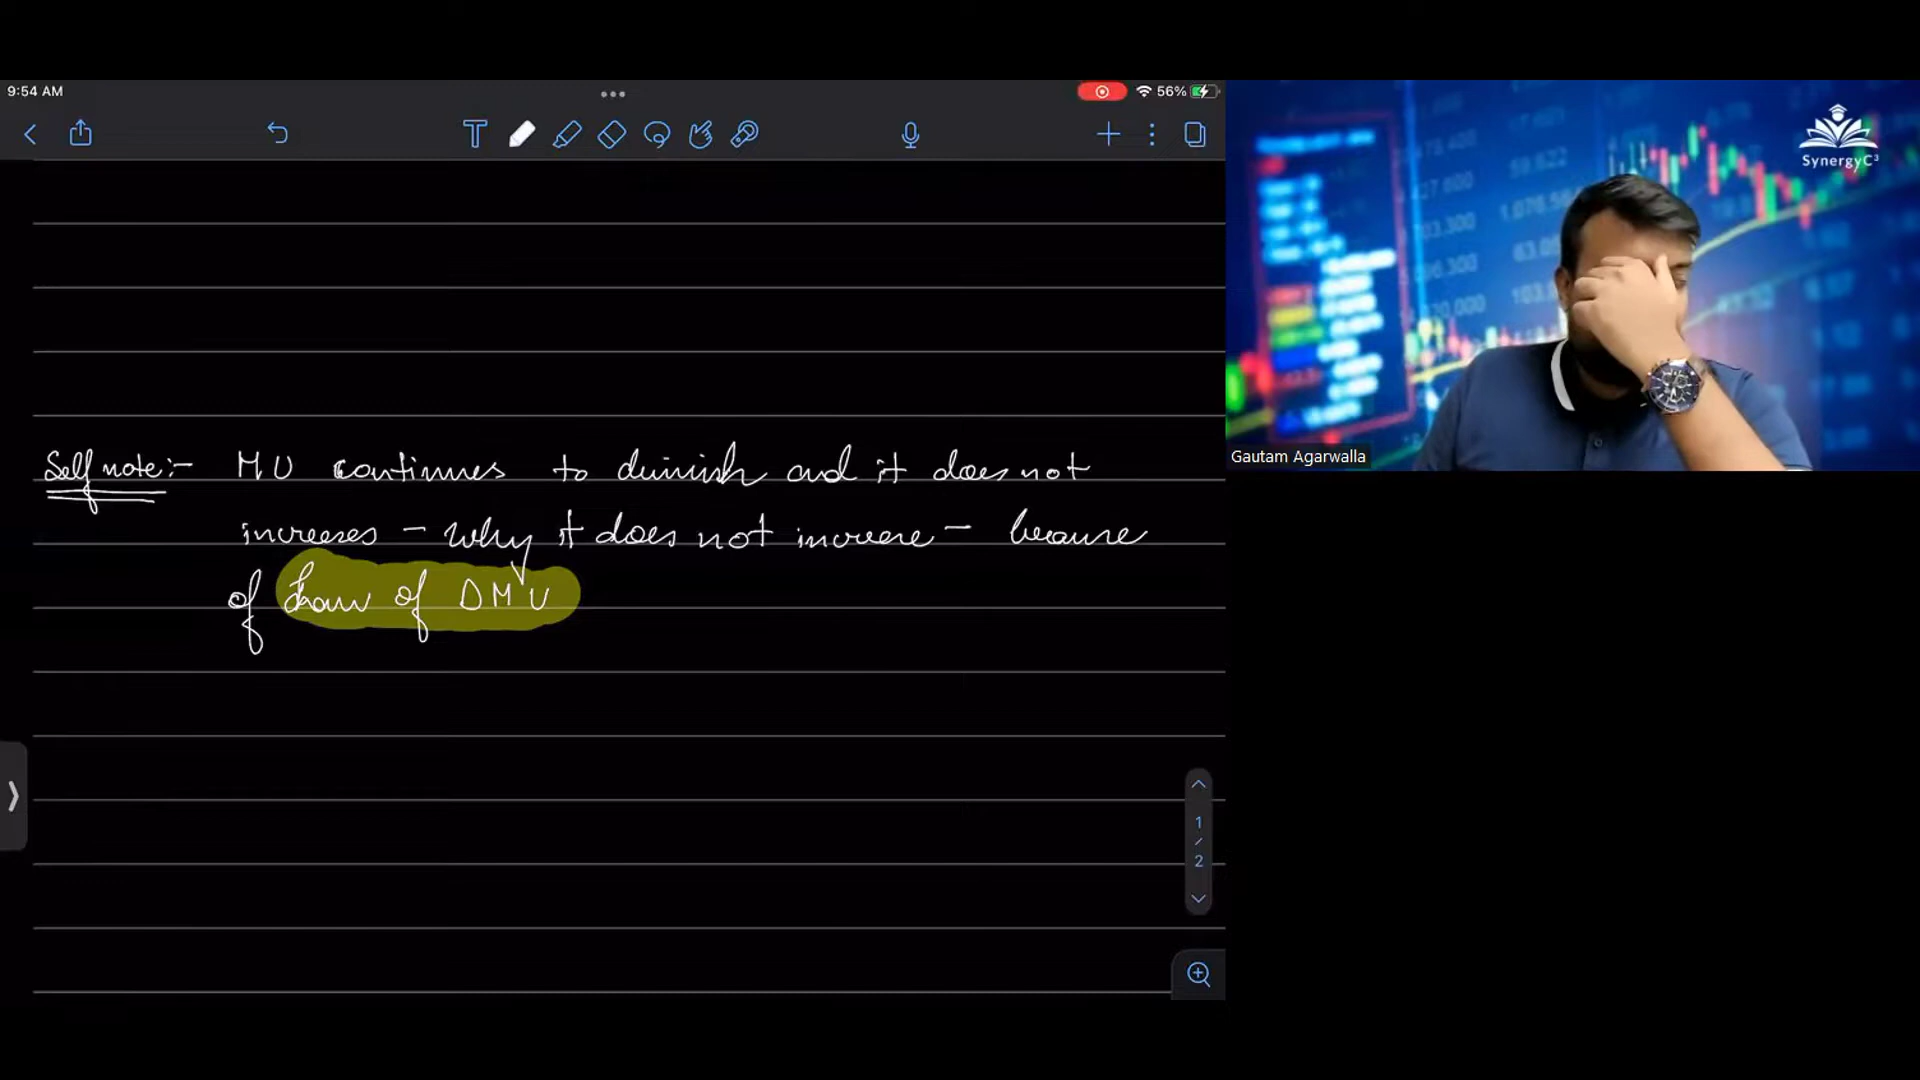 9:54 AM
56%
SynergyC³
Gautam Agarwalla
Self note:- MU continues to diminish and it does not
increases - why it does not increase - because
of Law of DMU
1
/
2